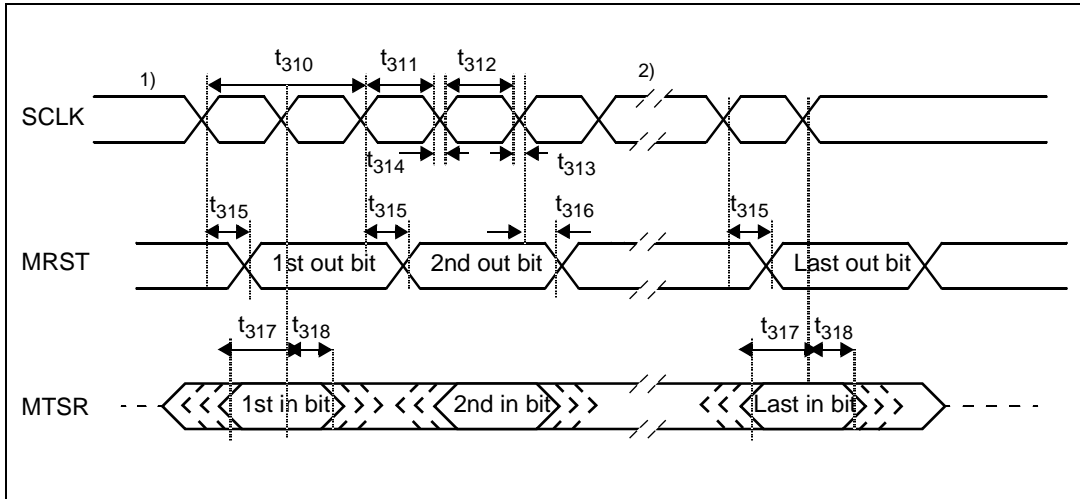 t310 t311 t312
1) 2)
SCLK
t314 t313
t315 t315 t316 t315
MRST 1st out bit 2nd out bit Last out bit
t317 t318 t317 t318
MTSR 1st in bit 2nd in bit Last in bit